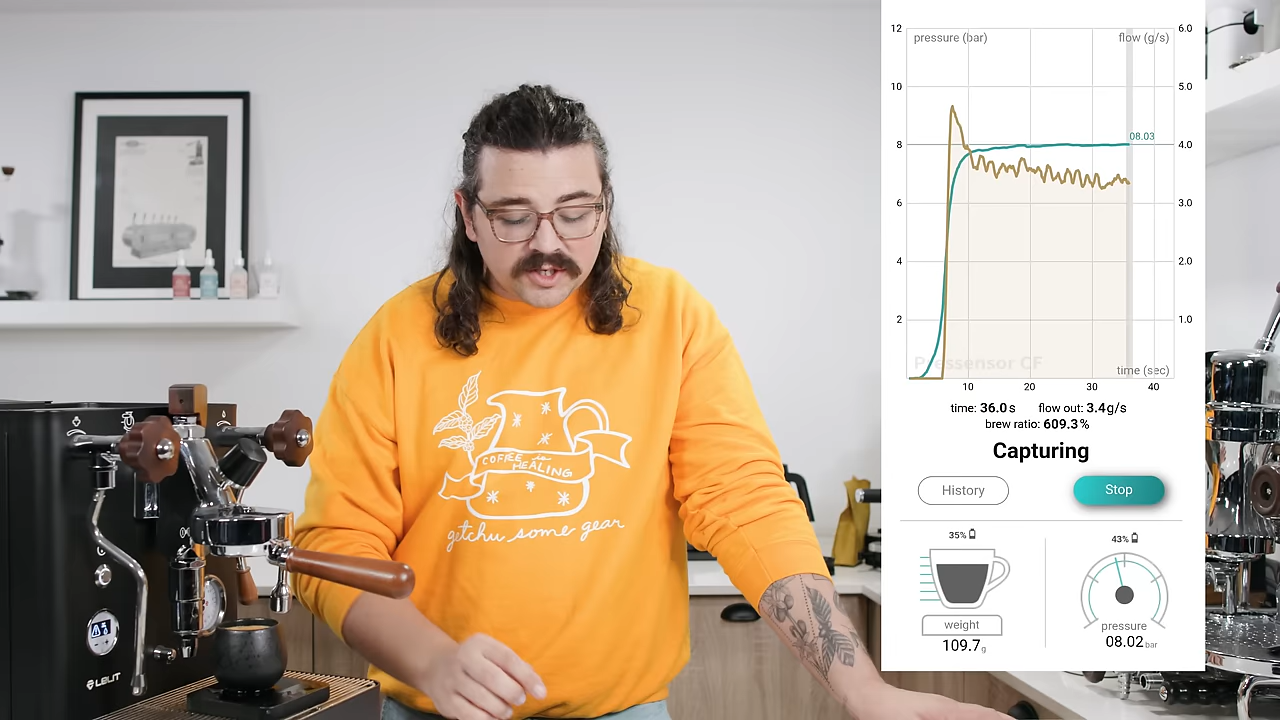 12
6.0
pressure (bar)
flow (g/s)
10
5.0
08.03
8
4.0
6
3.0
4
2.0
2
1.0
Pressensor CF
time (sec)
10
20
30
40
time: 36.0 s flow out: 3.4g/s
brew ratio: 609.3%
Capturing
History
Stop
35%
43%
weight
109.7g
pressure
08.02 bar
COFFEE is
HEALING
getchu some gear
LELIT